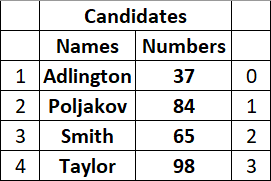 Candidates
Names Numbers
1 Adlington 37 0
2 Poljakov 84 1
3 Smith 65 2
4 Taylor 98 3